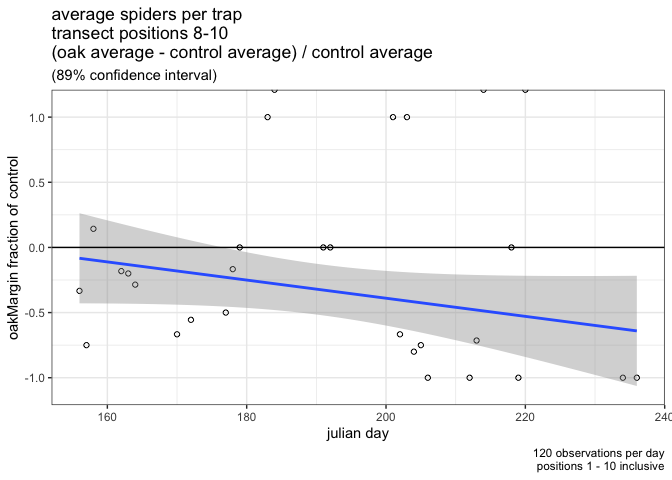 average spiders per trap
transect positions 8-10
(oak average - control average) / control average
(89% confidence interval)
oakMargin fraction of control
1.0
0.5
0.0
-0.5
-1.0
160
180
200
220
240
julian day
120 observations per day
positions 1 - 10 inclusive